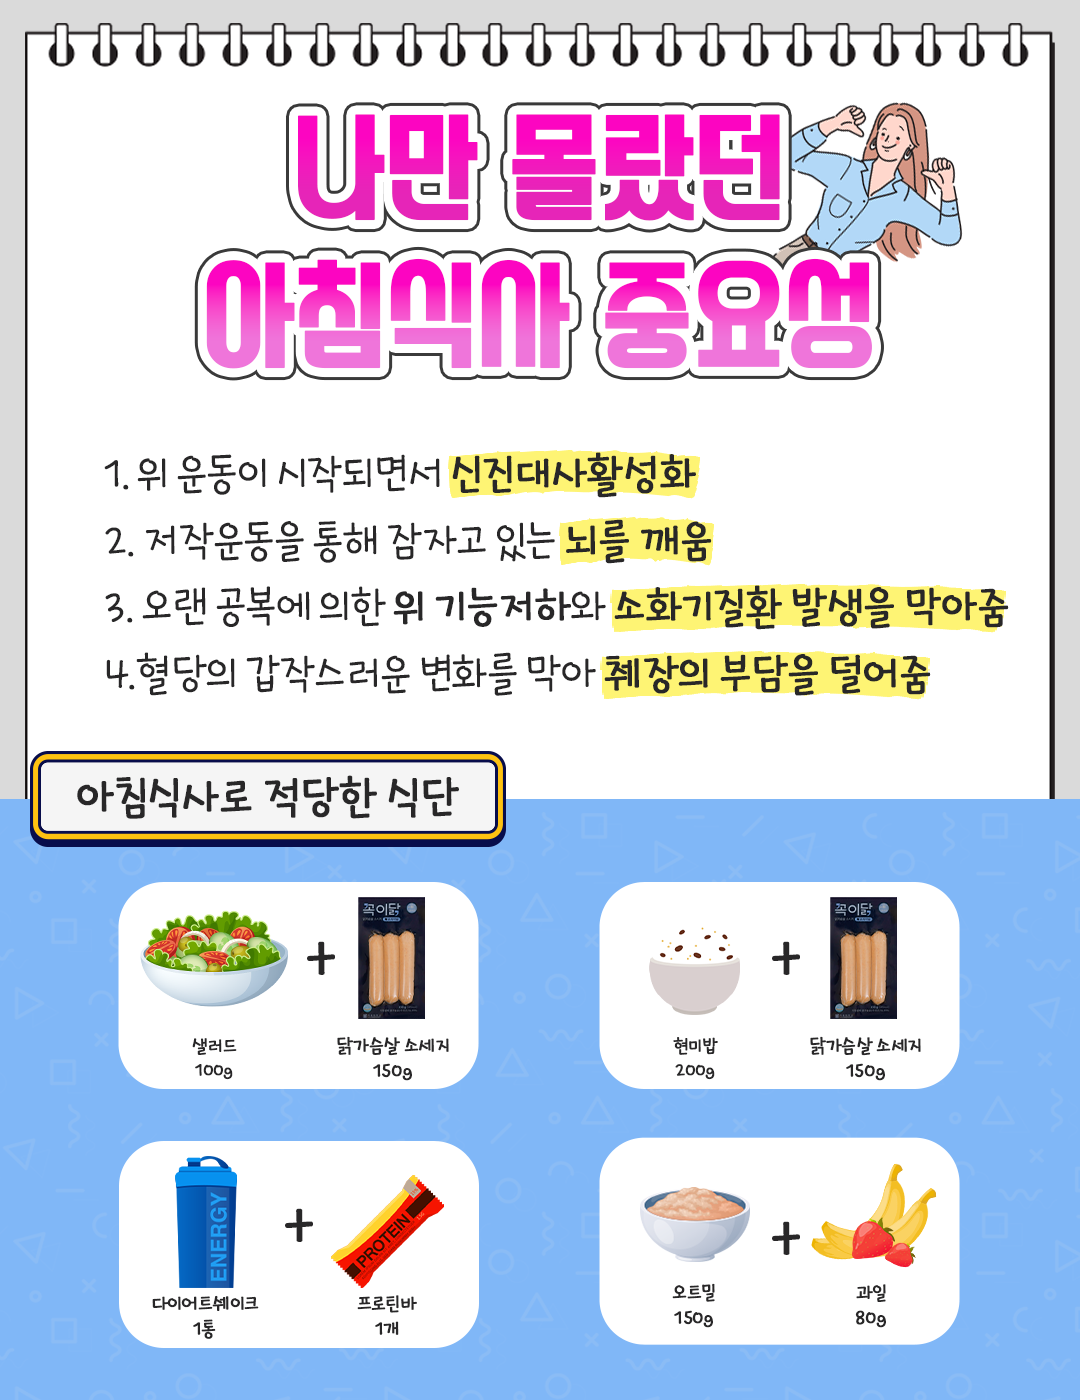 나만 몰랐던
아침식사 중요성
1. 위 운동이 시작되면서 신진대사활성화
2. 저작운동을 통해 잠자고 있는 뇌를 깨움
3. 오랜 공복에 의한 위 기능저하와 소화기질환 발생을 막아줌
4.혈당의 갑작스러운 변화를 막아 췌장의 부담을 덜어줌
아침식사로 적당한 식단
꼭이닭
샐러드
100g
+
닭가슴살 소세지
150g
꼭이닭
현미밥
200g
+
닭가슴살 소세지
150g
ENERGY
다이어트쉐이크
1통
+
PROTEIN
프로틴바
1개
오트밀
150g
+
과일
80g